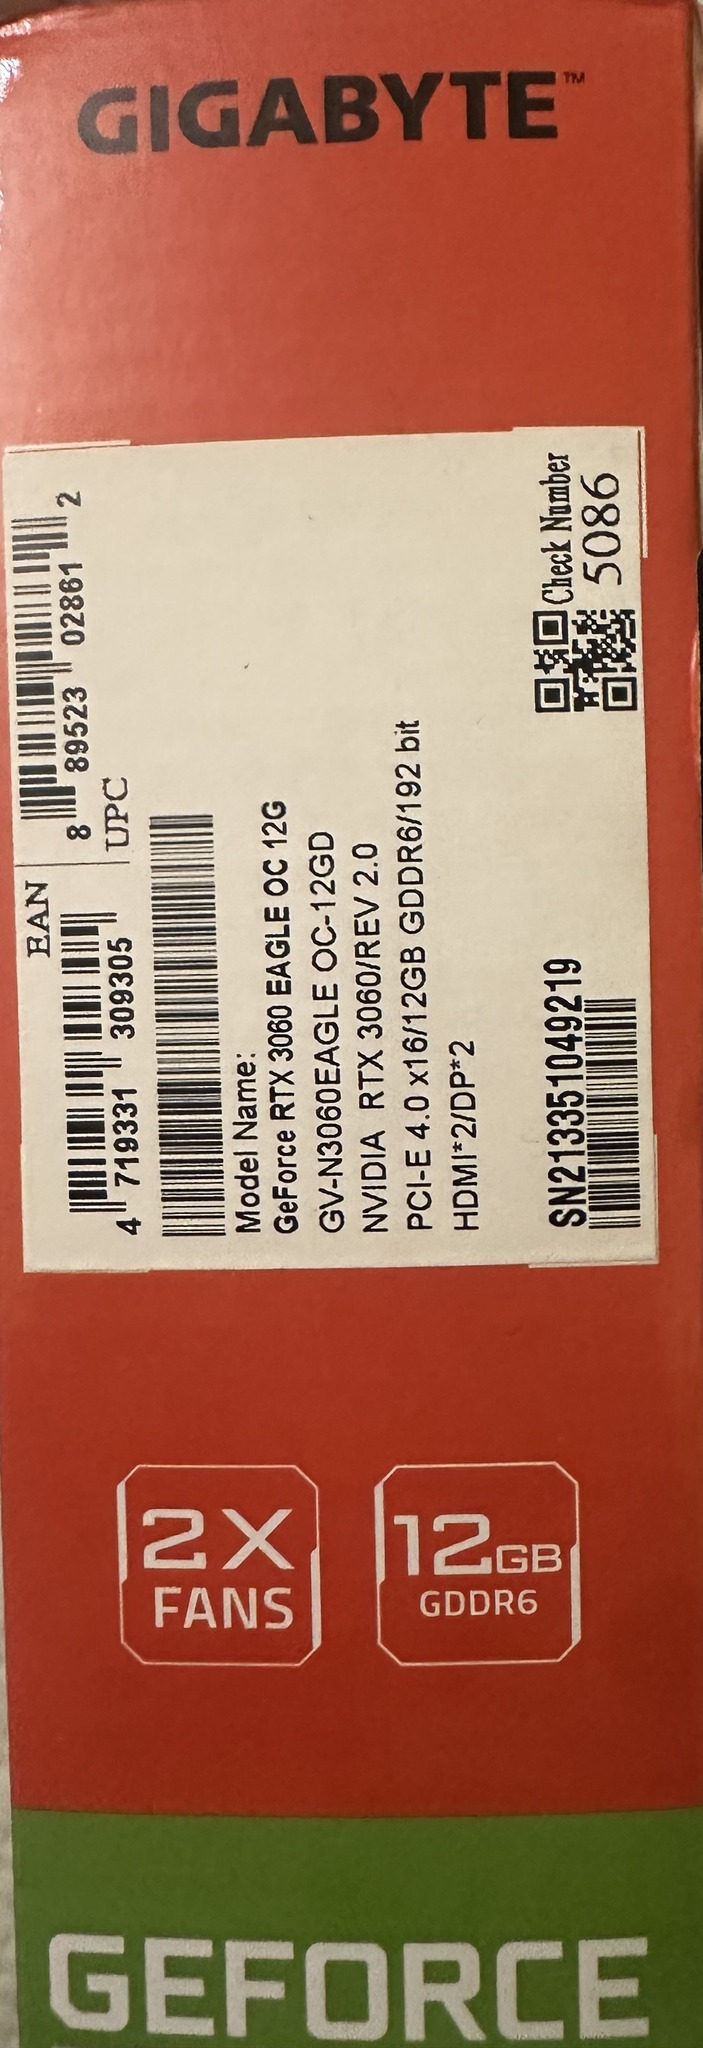 GIGABYTE™
EAN
4 719331 309305
8 89523 02861 2
UPC
Model Name:
GeForce RTX 3060 EAGLE OC 12G
GV-N3060EAGLE OC-12GD
NVIDIA RTX 3060/REV 2.0
PCI-E 4.0 x16/12GB GDDR6/192 bit
HDMI*2/DP*2
SN213351049219
Check Number
5086
2X
FANS
12GB
GDDR6
GEFORCE